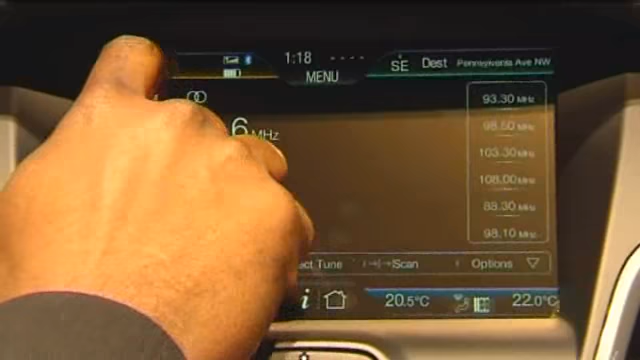 1:18 ----
MENU
SE Dest Pennsylvania Ave NW
93.30 MHz
98.50 MHz
6 MHz
103.30 MHz
108.00 MHz
88.30 MHz
98.10 MHz
ct Tune Scan Options
i 20.5°C 22.0°C